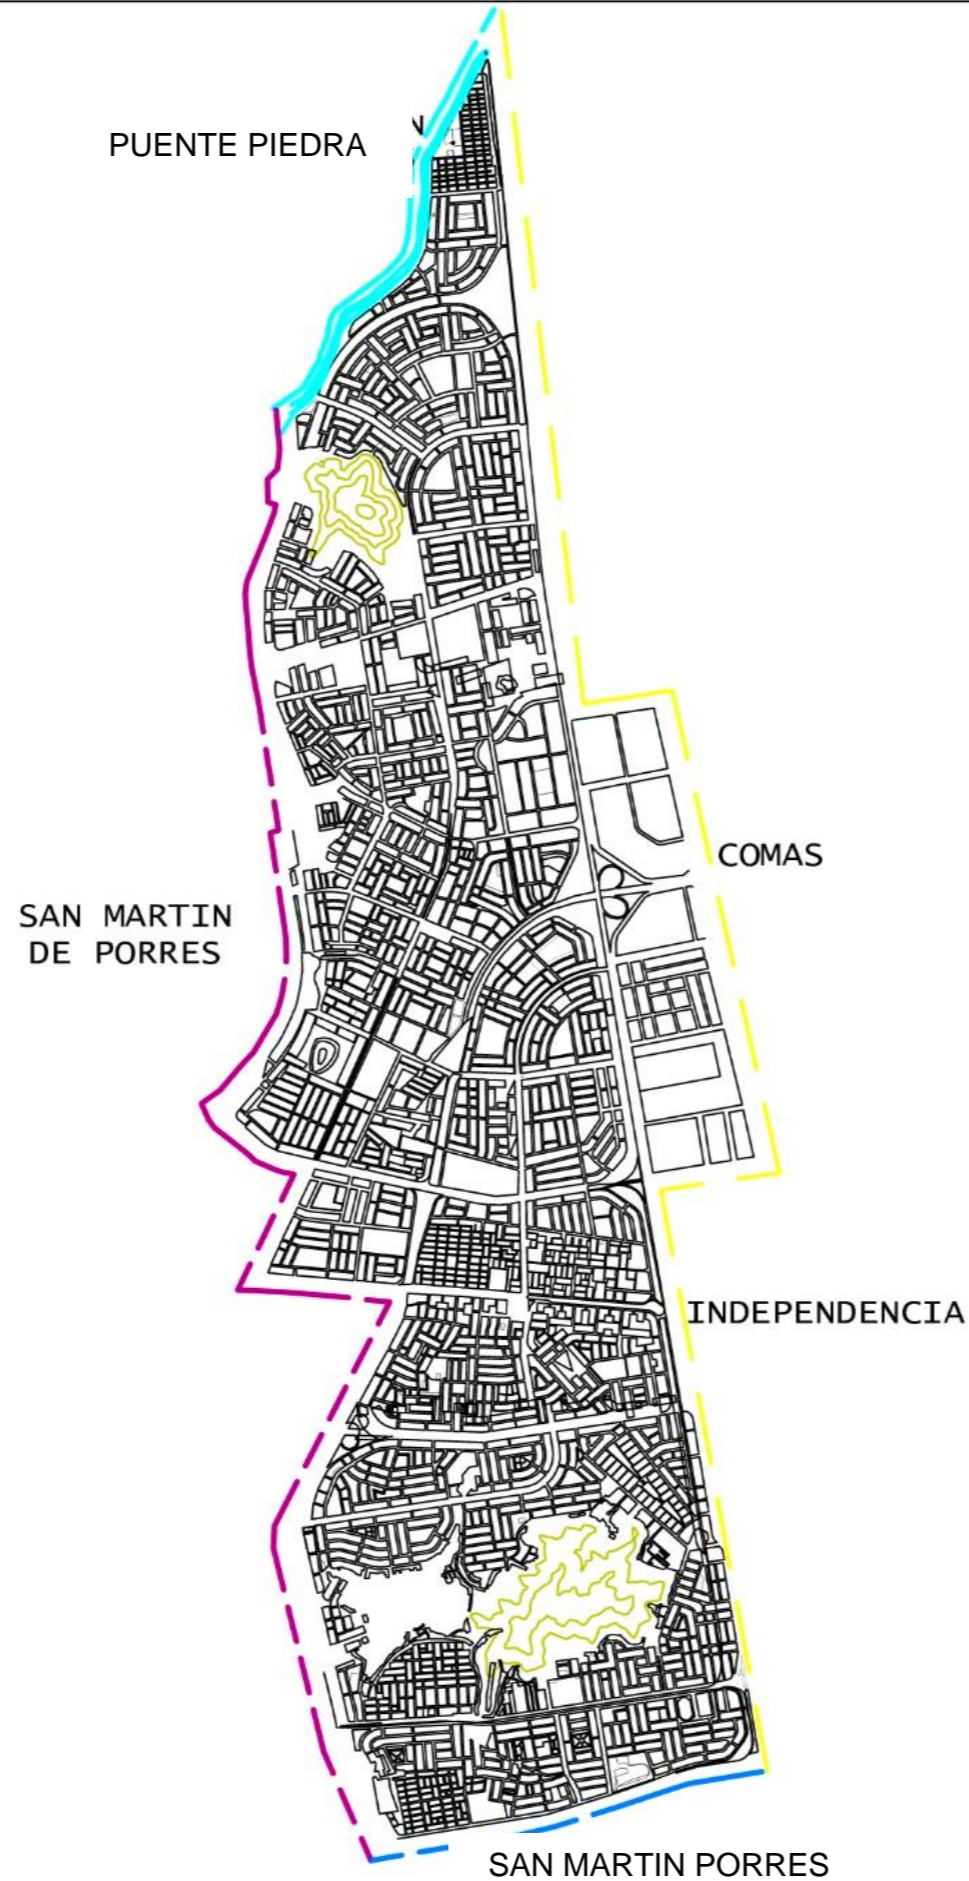 PUENTE PIEDRA
COMAS
SAN MARTIN
DE PORRES
INDEPENDENCIA
SAN MARTIN PORRES